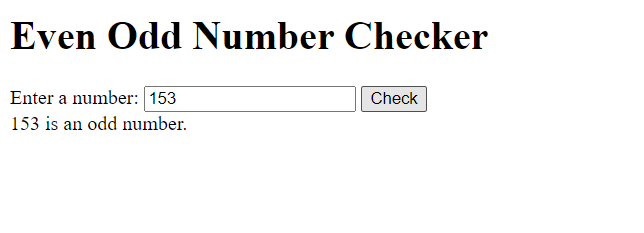 Even Odd Number Checker
Enter a number: 153 Check
153 is an odd number.